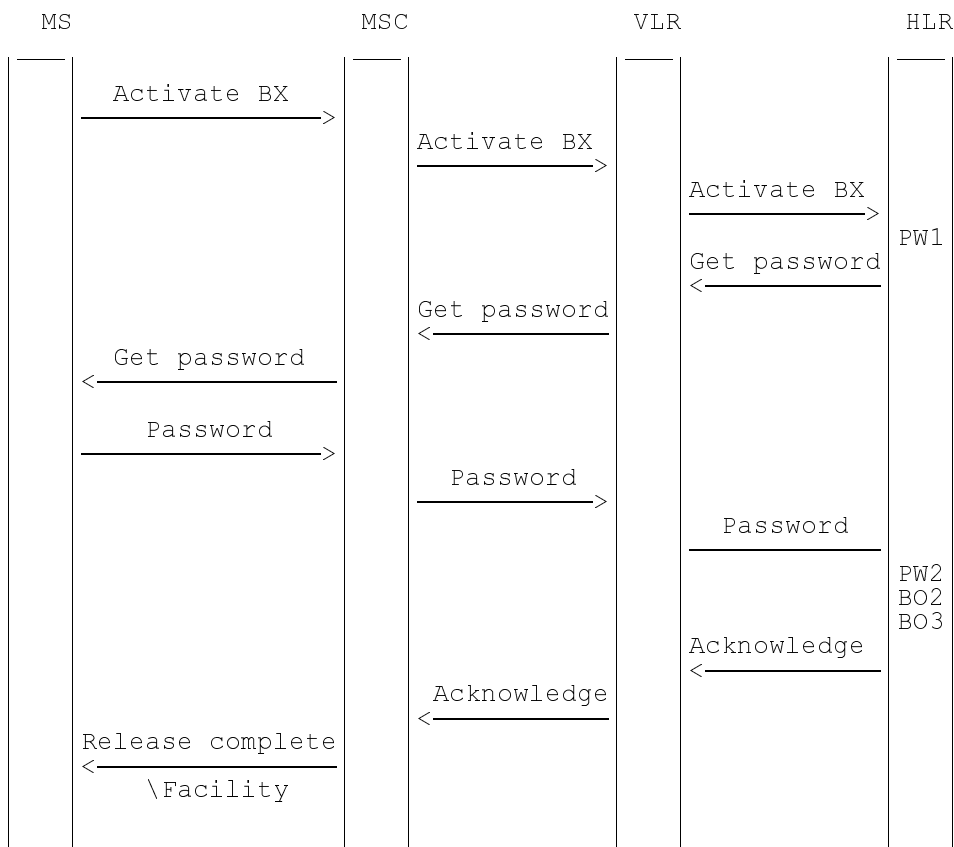 MS MSC VLR HLR
Activate BX
>
Activate BX
>
Activate BX
>
PW1
Get password
<
Get password
<
Get password
<
Password
>
Password
>
Password
PW2
BO2
BO3
Acknowledge
<
Acknowledge
<
Release complete
<
\Facility